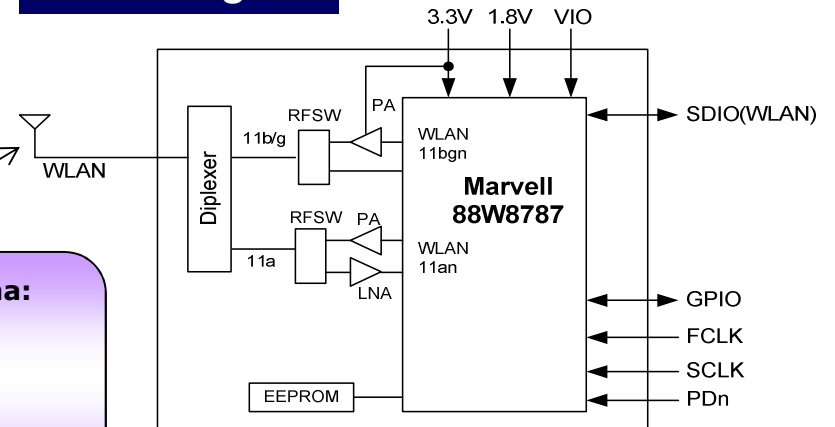 3.3V 1.8V VIO
SDIO(WLAN)
RFSW
PA
11b/g
WLAN
11bgn
WLAN
Diplexer
Marvell
88W8787
RFSW
PA
WLAN
11an
11a
LNA
GPIO
FCLK
SCLK
PDn
EEPROM